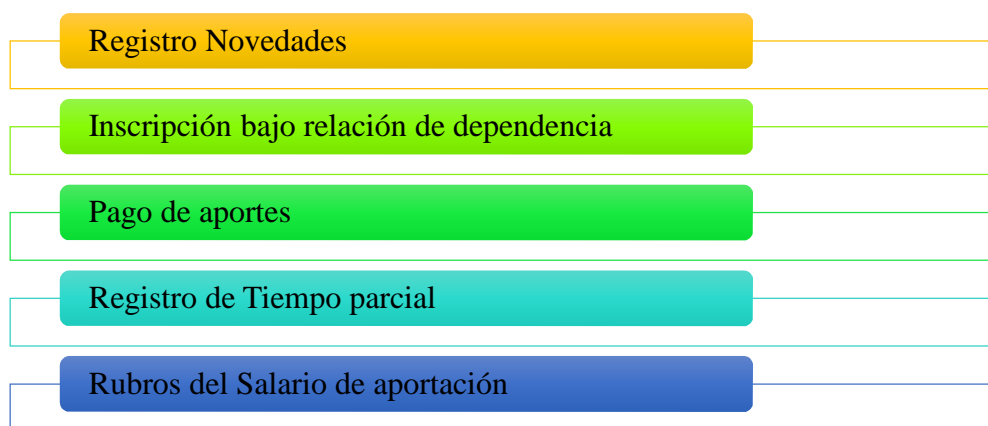 Registro Novedades
Inscripción bajo relación de dependencia
Pago de aportes
Registro de Tiempo parcial
Rubros del Salario de aportación